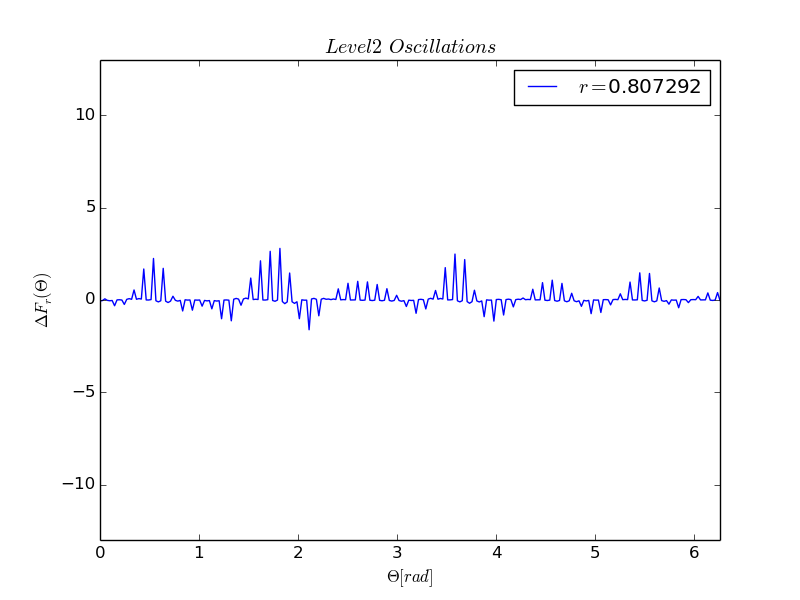 Level2 Oscillations
r=0.807292
10
5
0
−5
−10
ΔF_r(Θ)
0 1 2 3 4 5 6
Θ[rad]